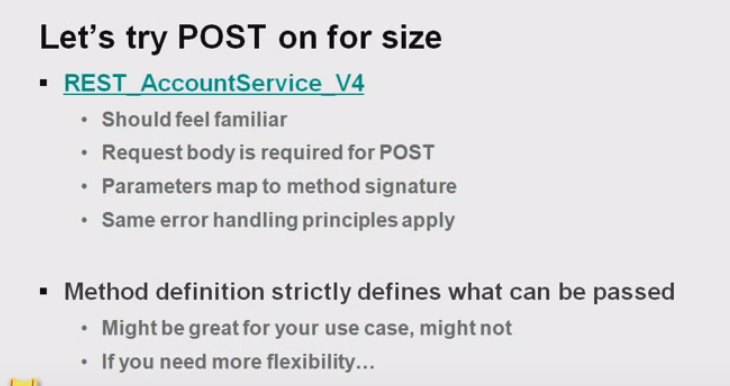 Let's try POST on for size
▪ REST_AccountService_V4
• Should feel familiar
• Request body is required for POST
• Parameters map to method signature
• Same error handling principles apply
▪ Method definition strictly defines what can be passed
• Might be great for your use case, might not
• If you need more flexibility…